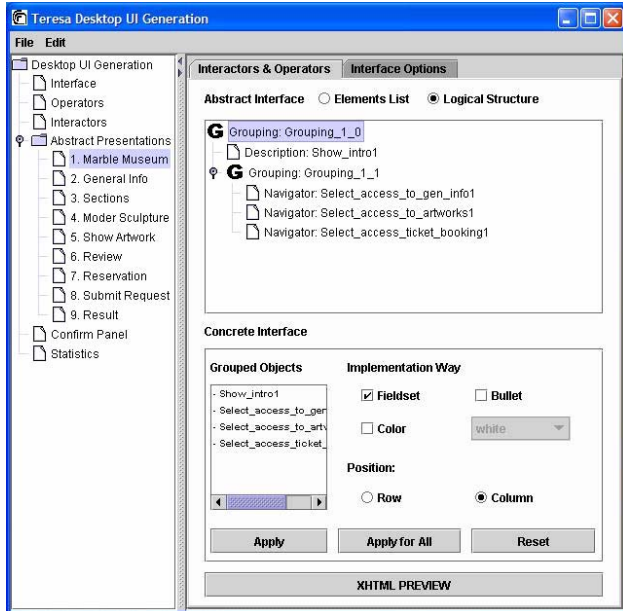 Teresa Desktop UI Generation
File Edit
Desktop UI Generation
Interface
Operators
Interactors
Abstract Presentations
1. Marble Museum
2. General Info
3. Sections
4. Moder Sculpture
5. Show Artwork
6. Review
7. Reservation
8. Submit Request
9. Result
Confirm Panel
Statistics
Interactors & Operators Interface Options
Abstract Interface Elements List Logical Structure
G Grouping: Grouping_1_0
Description: Show_intro1
G Grouping: Grouping_1_1
Navigator: Select_access_to_gen_info1
Navigator: Select_access_to_artworks1
Navigator: Select_access_ticket_booking1
Concrete Interface
Grouped Objects
- Show_intro1
- Select_access_to_ger
- Select_access_to_artv
- Select_access_ticket_
Implementation Way
Fieldset Bullet
Color white
Position:
Row Column
Apply Apply for All Reset
XHTML PREVIEW